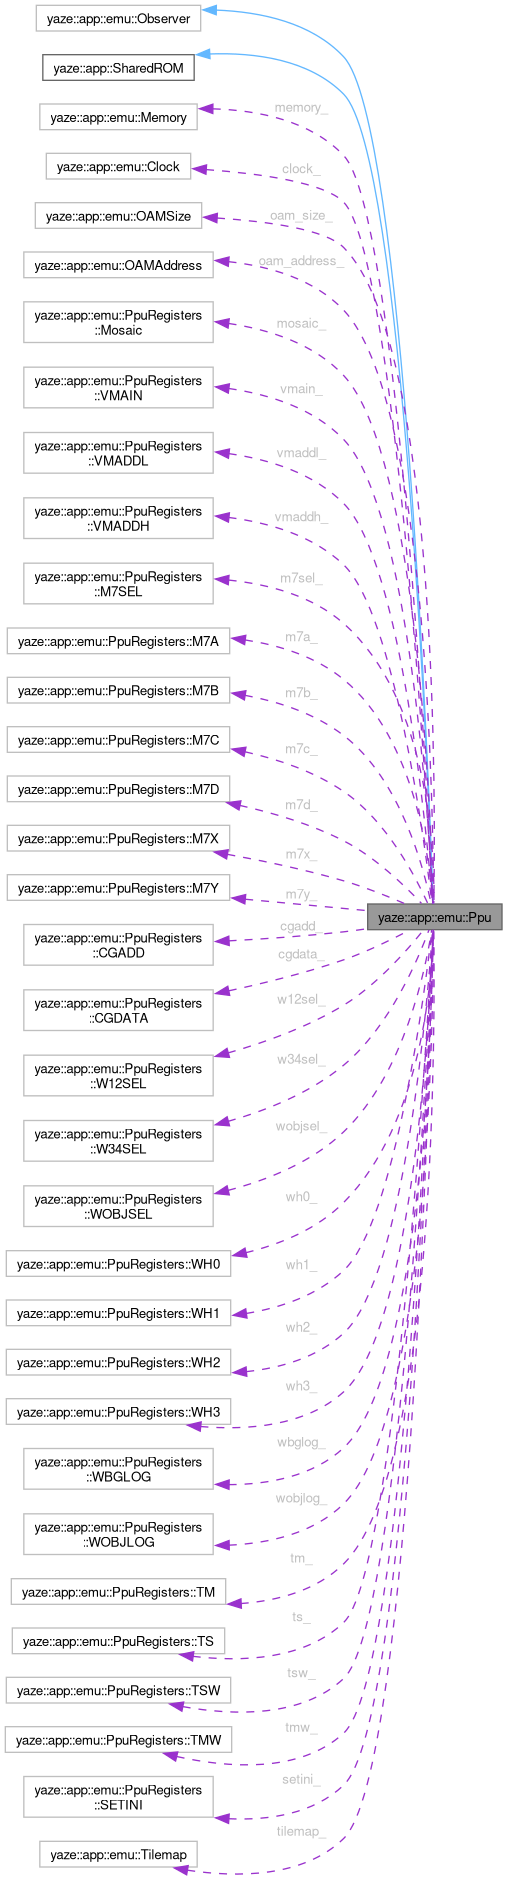 yaze::app::emu::Observer
yaze::app::SharedROM
yaze::app::emu::Memory
memory_
yaze::app::emu::Clock
clock_
yaze::app::emu::OAMSize
oam_size_
yaze::app::emu::OAMAddress
oam_address_
yaze::app::emu::PpuRegisters
::Mosaic
mosaic_
yaze::app::emu::PpuRegisters
::VMAIN
vmain_
yaze::app::emu::PpuRegisters
::VMADDL
vmaddl_
yaze::app::emu::PpuRegisters
::VMADDH
vmaddh_
yaze::app::emu::PpuRegisters
::M7SEL
m7sel_
yaze::app::emu::PpuRegisters::M7A
m7a_
yaze::app::emu::PpuRegisters::M7B
m7b_
yaze::app::emu::PpuRegisters::M7C
m7c_
yaze::app::emu::PpuRegisters::M7D
m7d_
yaze::app::emu::PpuRegisters::M7X
m7x_
yaze::app::emu::PpuRegisters::M7Y
m7y_
yaze::app::emu::Ppu
yaze::app::emu::PpuRegisters
::CGADD
cgadd_
yaze::app::emu::PpuRegisters
::CGDATA
cgdata_
yaze::app::emu::PpuRegisters
::W12SEL
w12sel_
yaze::app::emu::PpuRegisters
::W34SEL
w34sel_
yaze::app::emu::PpuRegisters
::WOBJSEL
wobjsel_
yaze::app::emu::PpuRegisters::WH0
wh0_
yaze::app::emu::PpuRegisters::WH1
wh1_
yaze::app::emu::PpuRegisters::WH2
wh2_
yaze::app::emu::PpuRegisters::WH3
wh3_
yaze::app::emu::PpuRegisters
::WBGLOG
wbglog_
yaze::app::emu::PpuRegisters
::WOBJLOG
wobjlog_
yaze::app::emu::PpuRegisters::TM
tm_
yaze::app::emu::PpuRegisters::TS
ts_
yaze::app::emu::PpuRegisters::TSW
tsw_
yaze::app::emu::PpuRegisters::TMW
tmw_
yaze::app::emu::PpuRegisters
::SETINI
setini_
yaze::app::emu::Tilemap
tilemap_